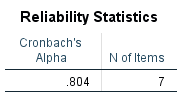 Reliability Statistics
Cronbach's
Alpha N of Items
.804 7